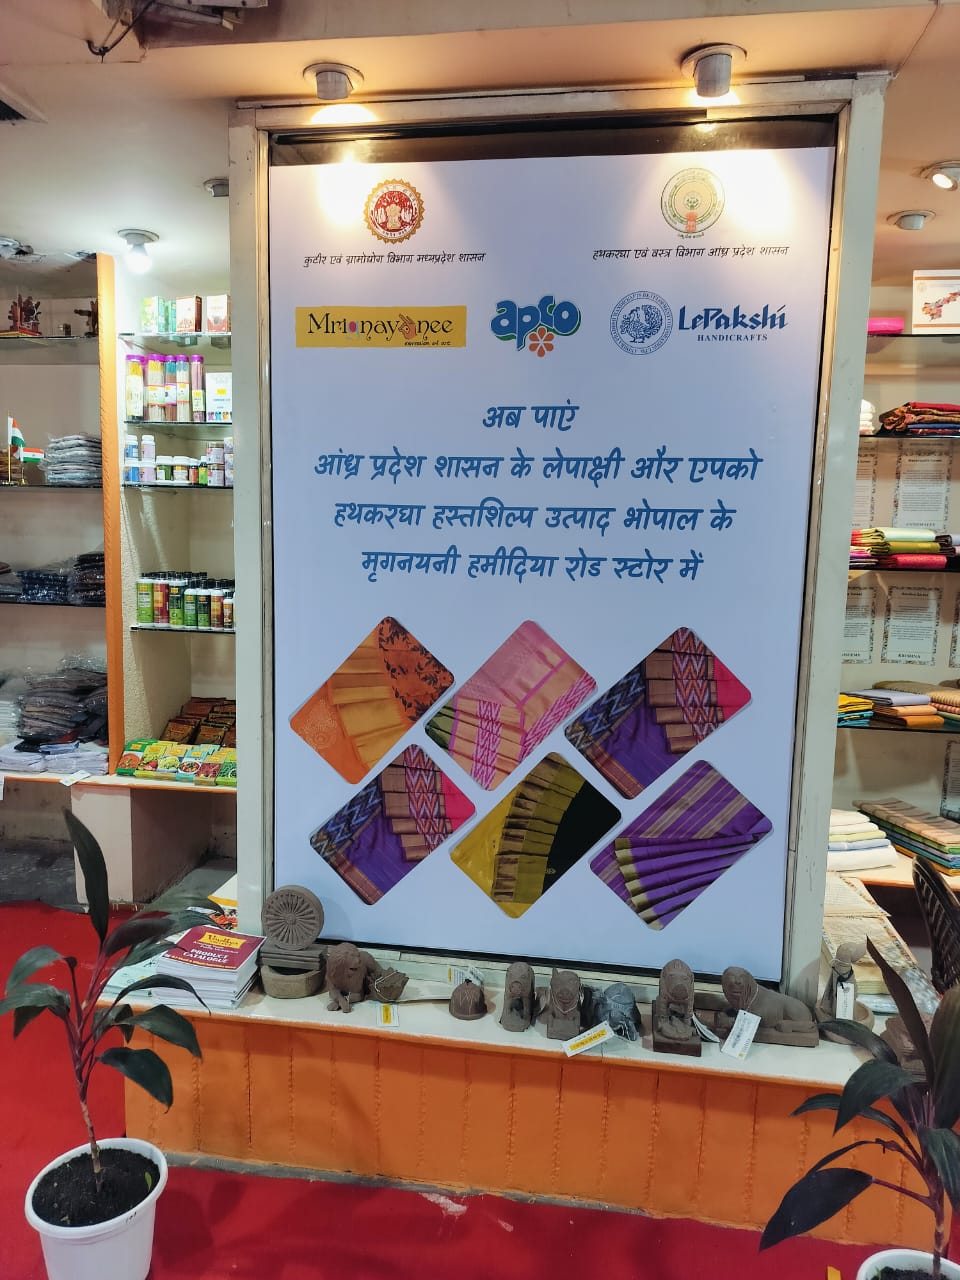 कुटीर एवं ग्रामोद्योग विभाग मध्यप्रदेश शासन
हथकरघा एवं वस्त्र विभाग आंध्र प्रदेश शासन
Mrignayanee
apco
LePakshi
HANDICRAFTS
अब पाएं
आंध्र प्रदेश शासन के लेपाक्षी और एपको
हथकरघा हस्तशिल्प उत्पाद भोपाल के
मृगनयनी हमीदिया रोड स्टोर में
PRODUCT
CATALOGUE
KRISHNA